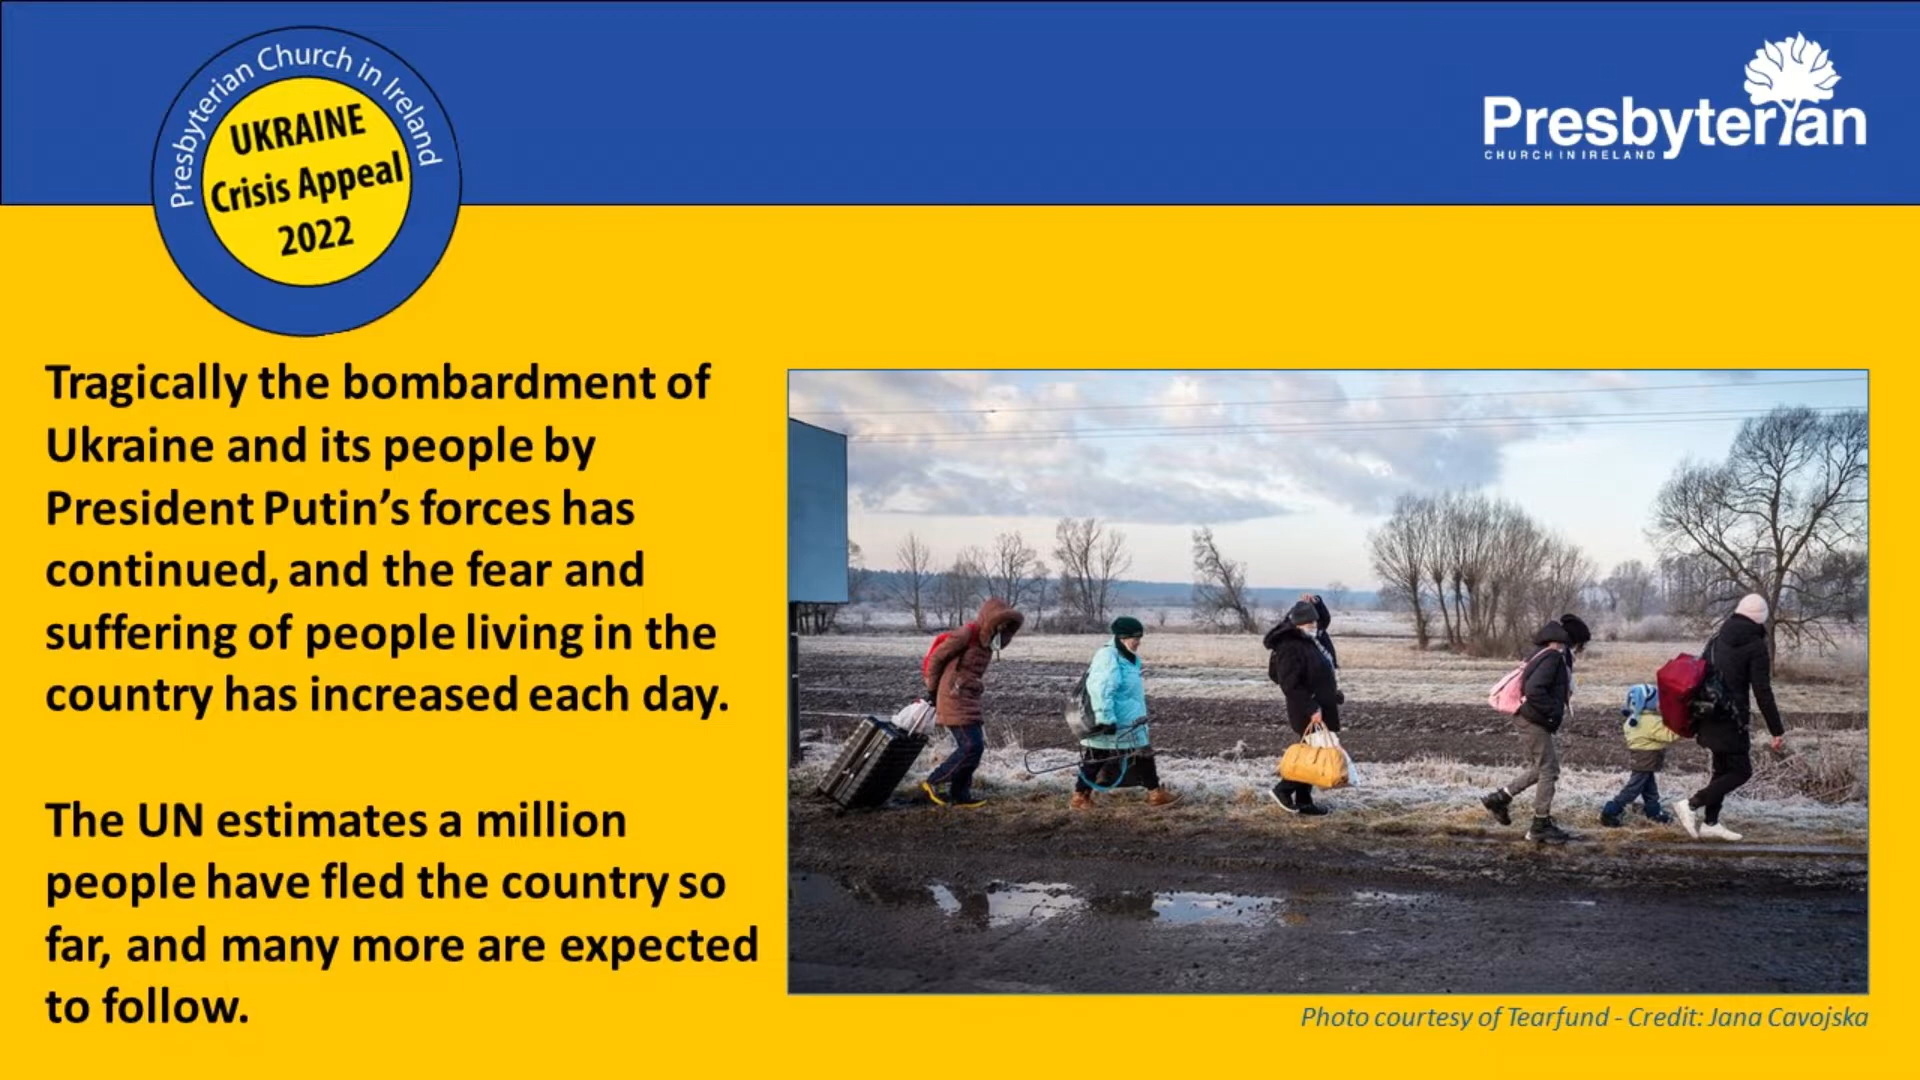 Presbyterian Church in Ireland
UKRAINE
Crisis Appeal
2022
Presbyterian
CHURCH IN IRELAND
Tragically the bombardment of
Ukraine and its people by
President Putin’s forces has
continued, and the fear and
suffering of people living in the
country has increased each day.
The UN estimates a million
people have fled the country so
far, and many more are expected
to follow.
Photo courtesy of Tearfund - Credit: Jana Cavojska